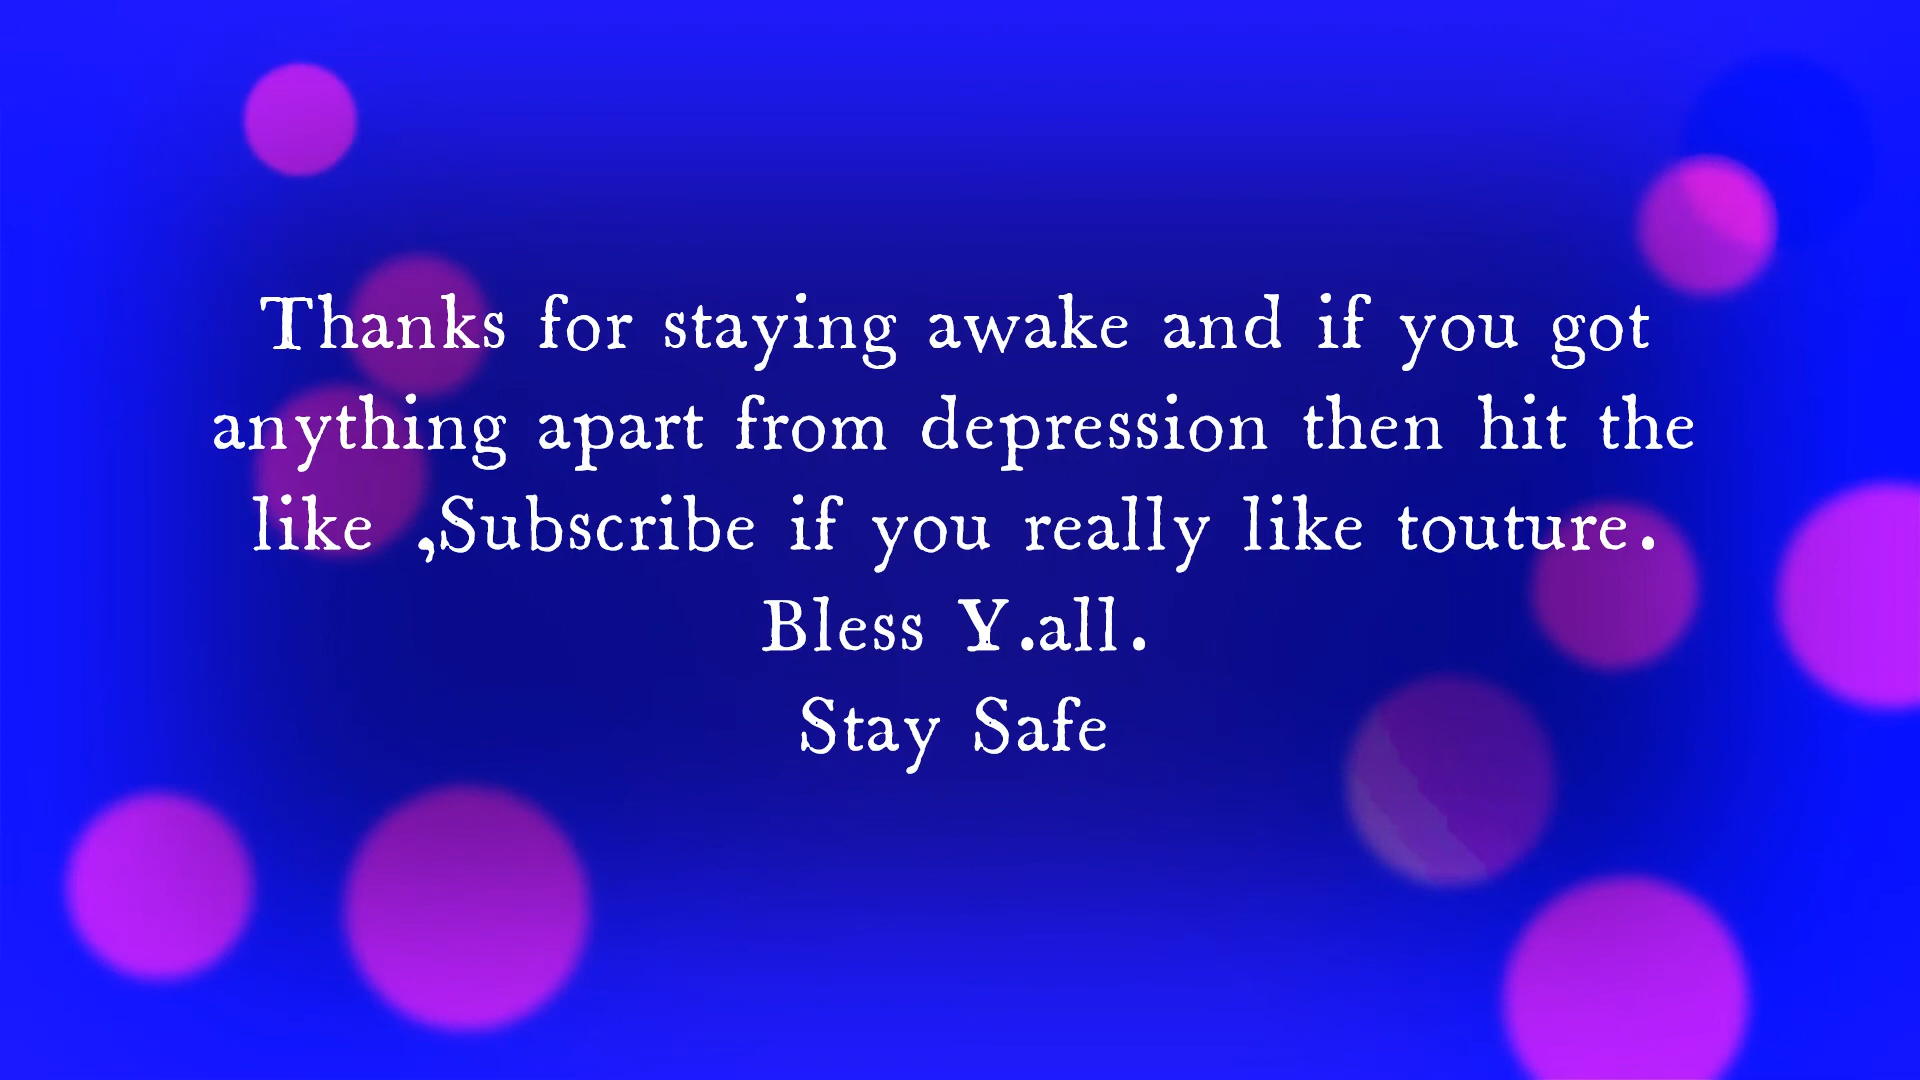 Thanks for staying awake and if you got
anything apart from depression then hit the
like ,Subscribe if you really like touture.
Bless Y.all.
Stay Safe